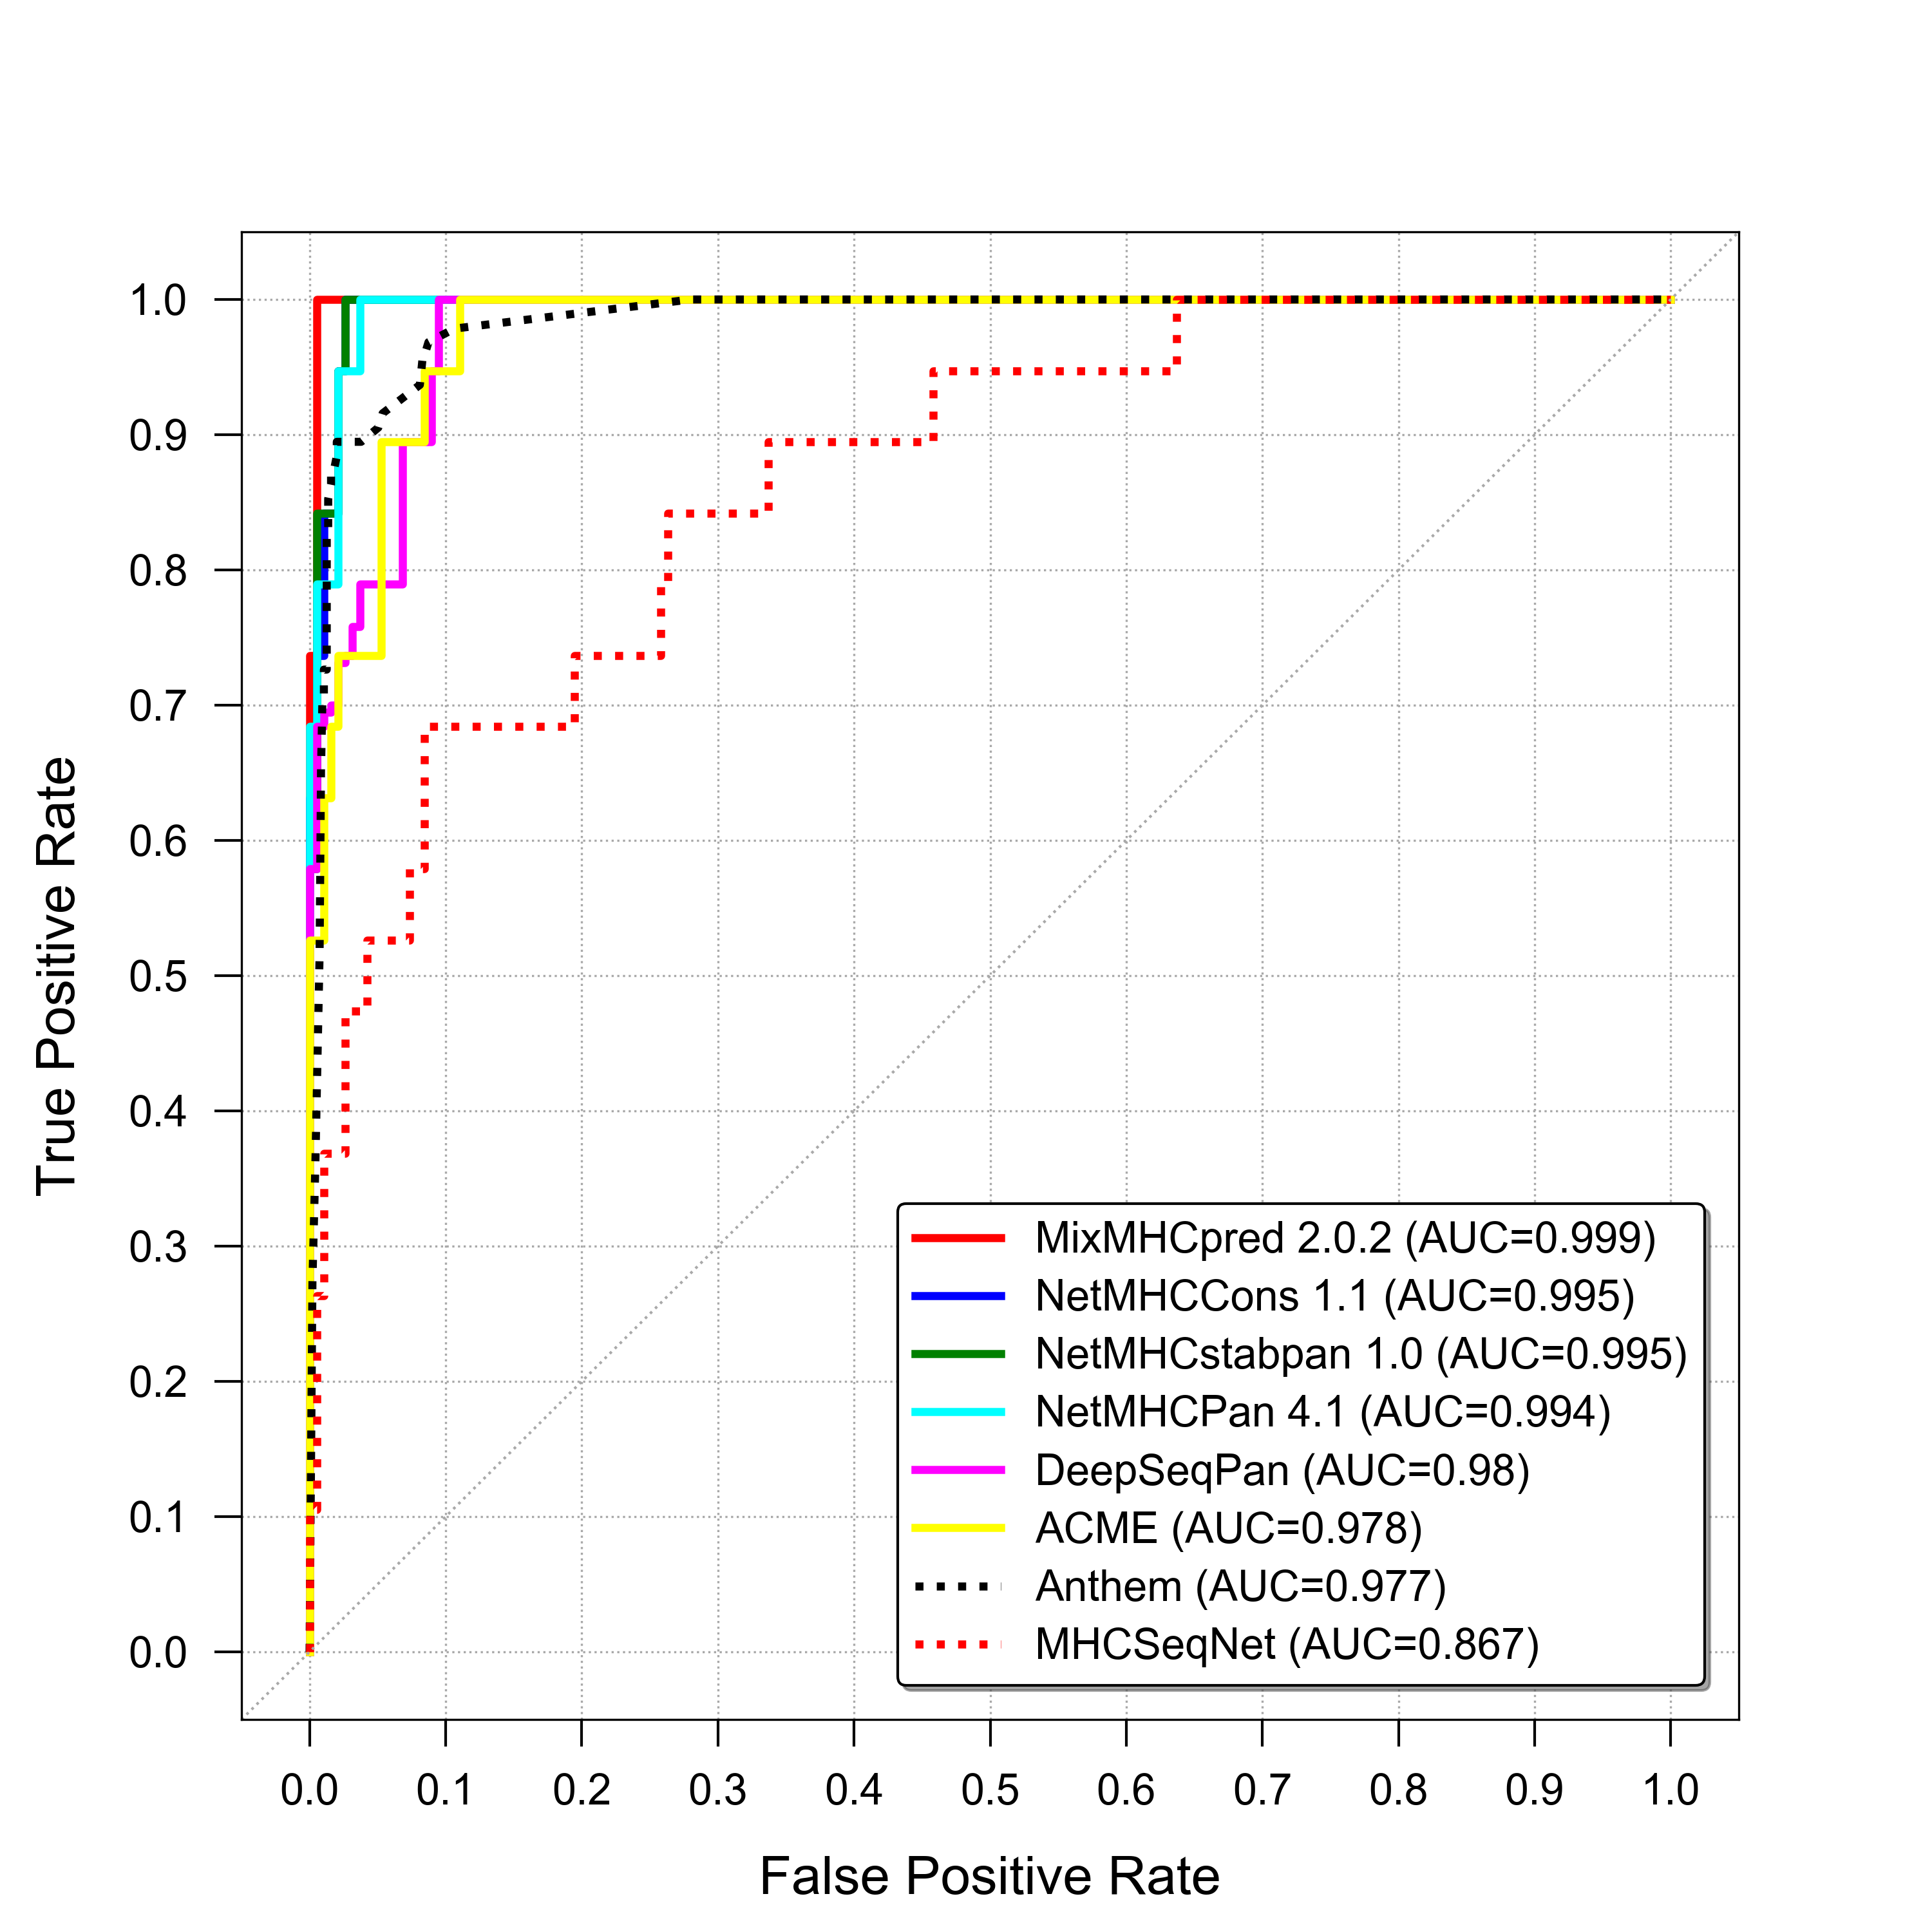 1.0
0.9
0.8
0.7
0.6
0.5
0.4
0.3
0.2
0.1
0.0
True Positive Rate
MixMHCpred 2.0.2 (AUC=0.999)
NetMHCCons 1.1 (AUC=0.995)
NetMHCstabpan 1.0 (AUC=0.995)
NetMHCPan 4.1 (AUC=0.994)
DeepSeqPan (AUC=0.98)
ACME (AUC=0.978)
Anthem (AUC=0.977)
MHCSeqNet (AUC=0.867)
0.0 0.1 0.2 0.3 0.4 0.5 0.6 0.7 0.8 0.9 1.0
False Positive Rate